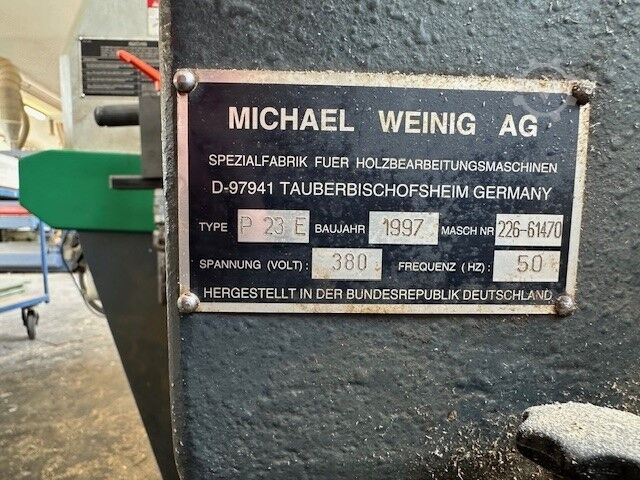 MICHAEL WEINIG AG
SPEZIALFABRIK FUER HOLZBEARBEITUNGSMASCHINEN
D-97941 TAUBERBISCHOFSHEIM GERMANY
TYPE P 23 E BAUJAHR 1997 MASCH NR 226-61470
SPANNUNG (VOLT): 380 FREQUENZ (HZ): 50
HERGESTELLT IN DER BUNDESREPUBLIK DEUTSCHLAND